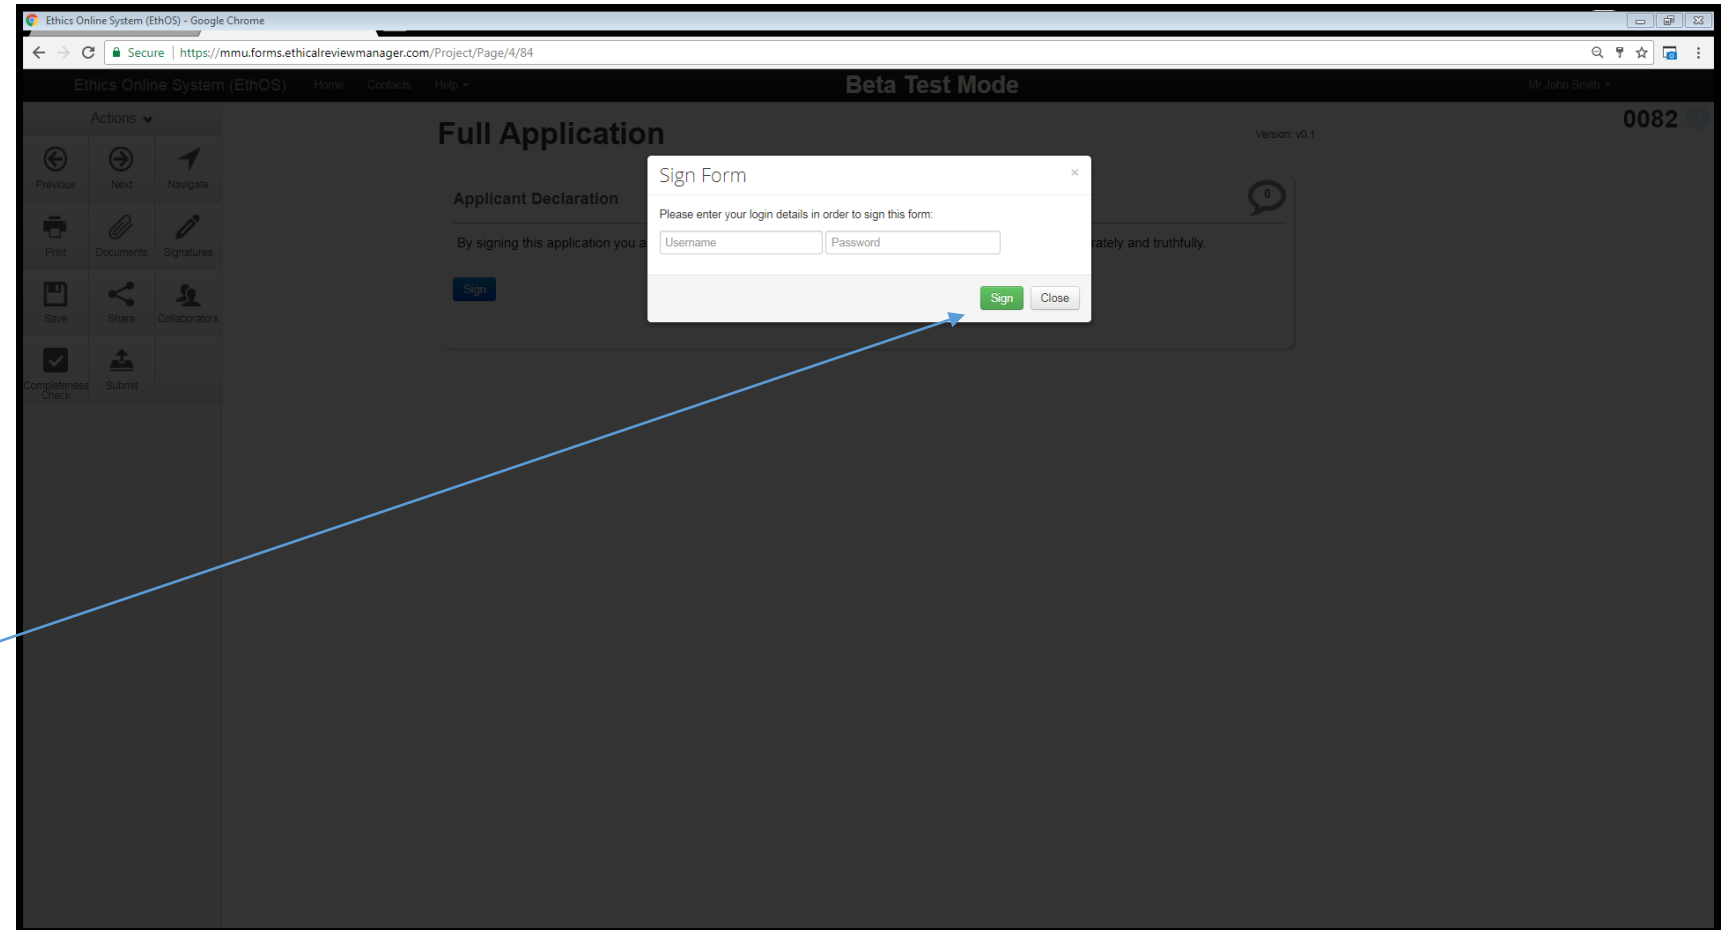 Ethics Online System (EthOS) - Google Chrome
Secure | https://mmu.forms.ethicalreviewmanager.com/Project/Page/4/84
Ethics Online System (EthOS) Home Contacts Help Beta Test Mode Mr John Smith
Actions
0082
Full Application
Version: v0.1
Previous Next Navigate
Print Documents Signatures
Save Share Collaborators
Completeness Check Submit
Applicant Declaration
0
By signing this application you a
rately and truthfully.
Sign
Sign Form
×
Please enter your login details in order to sign this form:
Username Password
Sign Close